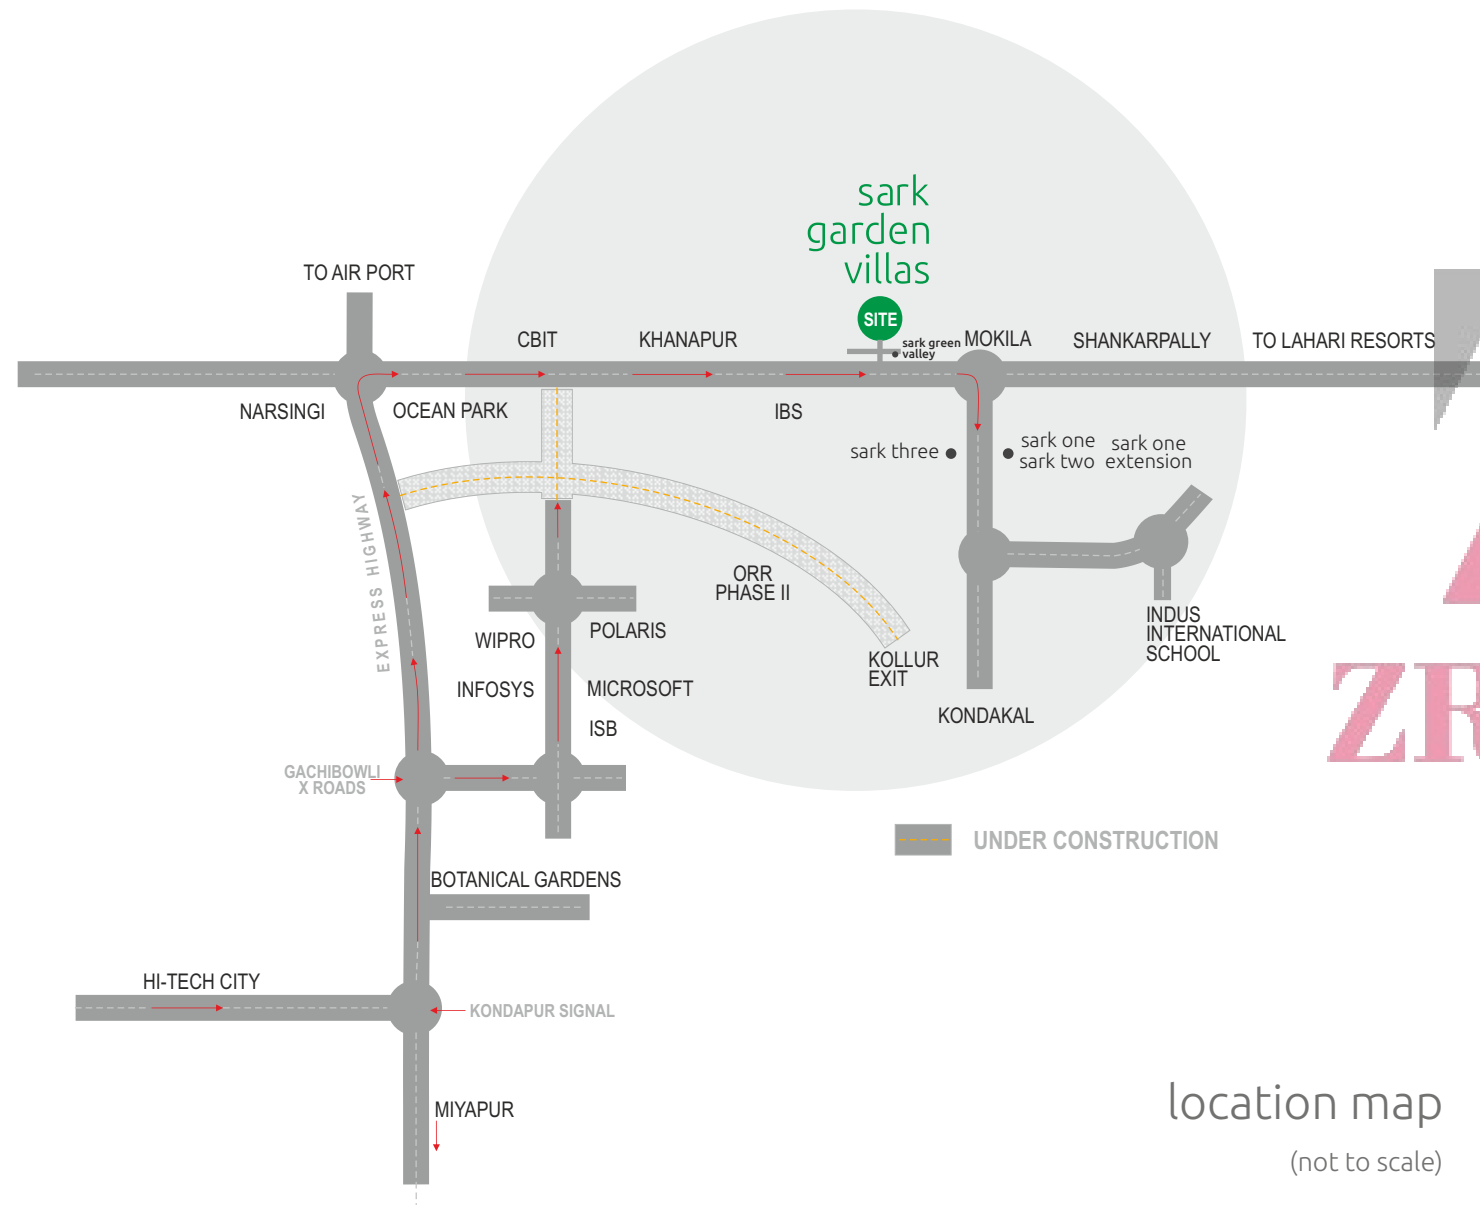 sark
garden
villas
TO AIR PORT
SITE
CBIT
KHANAPUR
sark green
valley
MOKILA
SHANKARPALLY
TO LAHARI RESORTS
NARSINGI
OCEAN PARK
IBS
sark three
sark one
sark two
sark one
extension
EXPRESS HIGHWAY
ORR
PHASE II
WIPRO
POLARIS
INDUS
INTERNATIONAL
SCHOOL
KOLLUR
EXIT
INFOSYS
MICROSOFT
ISB
KONDAKAL
GACHIBOWLI
X ROADS
UNDER CONSTRUCTION
BOTANICAL GARDENS
HI-TECH CITY
KONDAPUR SIGNAL
MIYAPUR
location map
(not to scale)